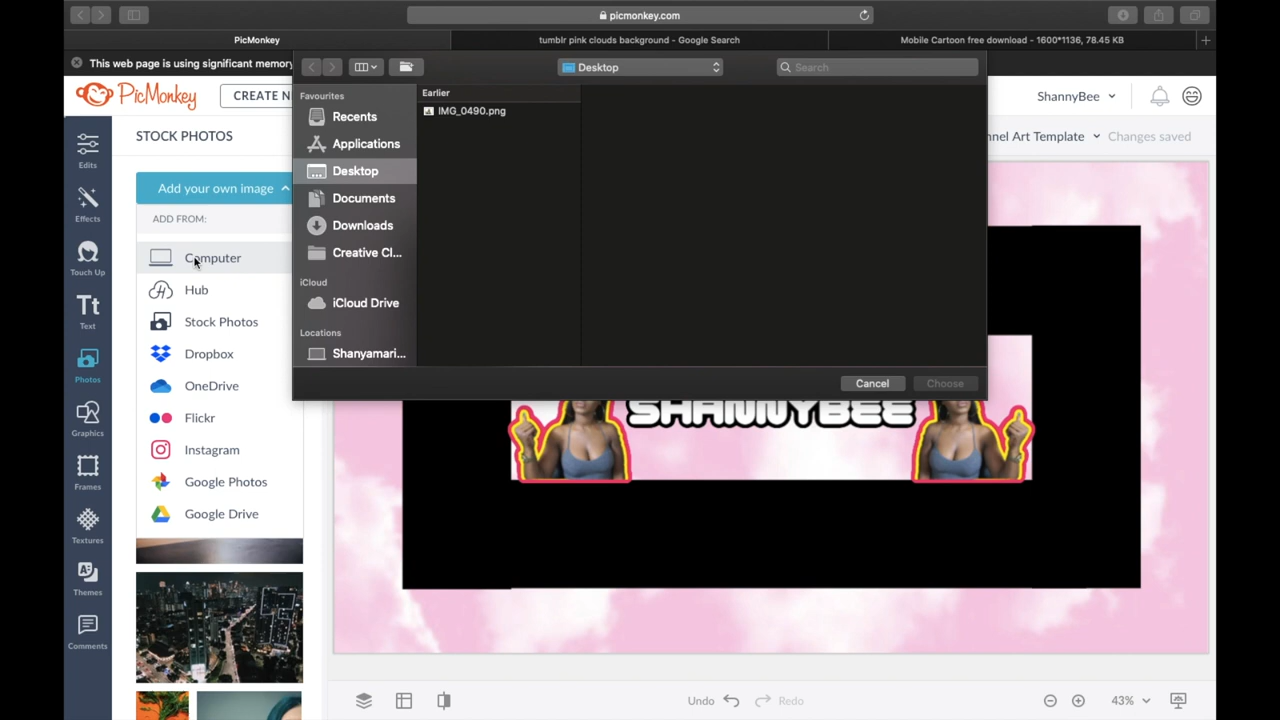 picmonkey.com
PicMonkey
tumblr pink clouds background - Google Search
Mobile Cartoon free download - 1600*1136, 78.45 KB
This web page is using significant memory
Desktop
Search
PicMonkey
CREATE N
ShannyBee
STOCK PHOTOS
nnel Art Template
Changes saved
Favourites
Recents
Applications
Desktop
Documents
Downloads
Creative Cl...
iCloud
iCloud Drive
Locations
Shanyamari...
Earlier
IMG_0490.png
Cancel
Choose
Edits
Effects
Touch Up
Tt
Text
Photos
Graphics
Frames
Textures
Themes
Comments
Add your own image
ADD FROM:
Computer
Hub
Stock Photos
Dropbox
OneDrive
Flickr
Instagram
Google Photos
Google Drive
SHANNYBEE
Undo
Redo
43%